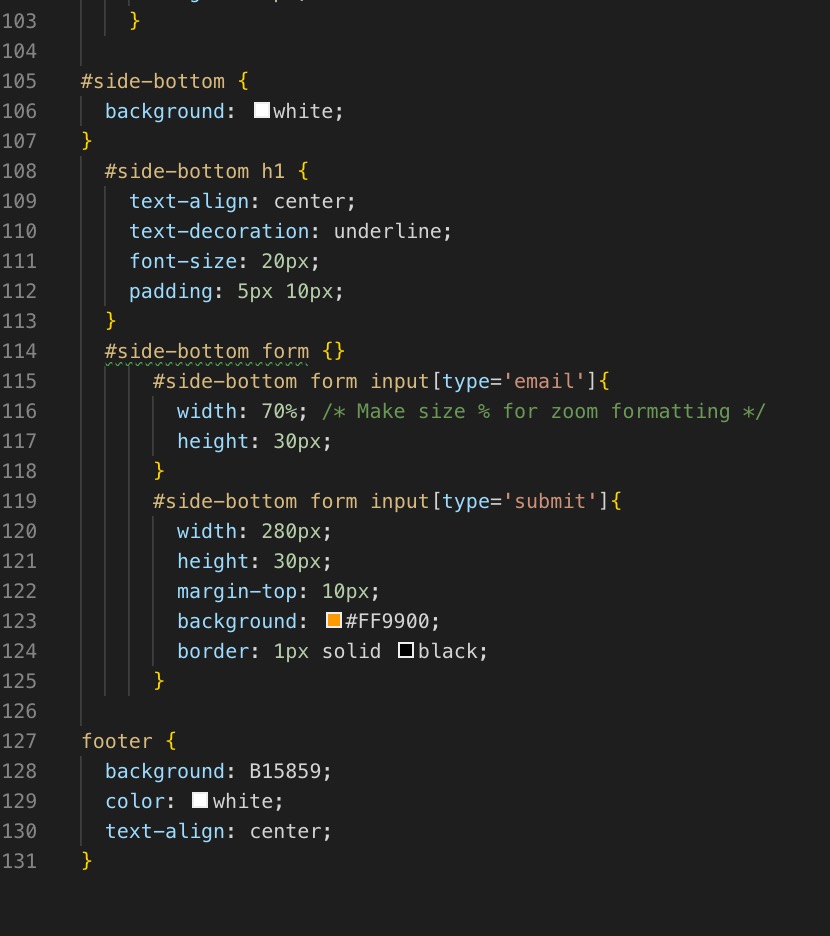 103 }
104
105 #side-bottom {
106 background: white;
107 }
108 #side-bottom h1 {
109 text-align: center;
110 text-decoration: underline;
111 font-size: 20px;
112 padding: 5px 10px;
113 }
114 #side-bottom form {}
115 #side-bottom form input[type='email']{
116 width: 70%; /* Make size % for zoom formatting */
117 height: 30px;
118 }
119 #side-bottom form input[type='submit']{
120 width: 280px;
121 height: 30px;
122 margin-top: 10px;
123 background: #FF9900;
124 border: 1px solid black;
125 }
126
127 footer {
128 background: B15859;
129 color: white;
130 text-align: center;
131 }